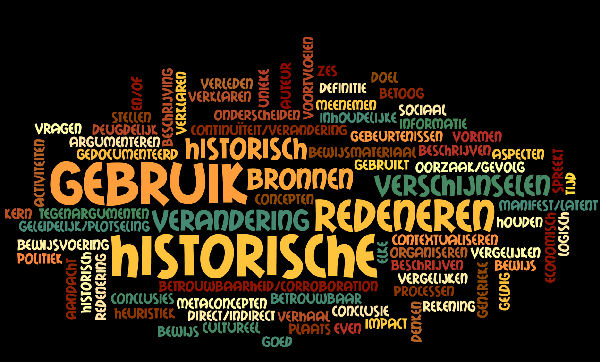 ZES
VOORTVLOEIEN
AUTEUR
UNIEKE
VERKLAREN
BESCHRIJVING
EN/OF
VERLEDEN
VERKLAREN
DEFINITIE
DOEL
BETOOG
MEENEMEN
SOCIAAL
STELLEN
ONDERSCHEIDEN
INHOUDELIJKE
INFORMATIE
VRAGEN
DEUGDELIJK
CONTINUÏTEIT/VERANDERING
GEBEURTENISSEN
VORMEN
ACTIVITEITEN
ARGUMENTEREN
HISTORISCH
BEWIJSMATERIAAL
BESCHRIJVEN
ASPECTEN
GEDOCUMENTEERD
GEBRUIKT
OORZAAK/GEVOLG
SPREEKT
TIJD
GEBRUIK
BRONNEN
VERSCHIJNSELEN
CONCEPTEN
MANIFEST/LATENT
KERN
TEGENARGUMENTEN
VERANDERING
REDENEREN
HOUDEN
GELEIDELIJK/PLOTSELING
ECONOMISCH
LOGISCH
BEWIJSVOERING
HISTORISCHE
ELKE
CONTEXTUALISEREN
ORGANISEREN
VERGELIJKEN
POLITIEK
BESCHRIJVEN
BEWIJS
AANDACHT
HISTORISCH
REDENERING
VERGELIJKEN
GENERIEKE
GELDIG
BETROUWBAARHEID/CORROBORATION
PROCESSEN
CONCLUSIES
METACONCEPTEN
BETROUWBAAR
REKENING
HEURISTIEK
DIRECT/INDIRECT
VERHAAL
CONCLUSIE
DENKEN
BEWIJS
CULTUREEL
PLAATS
EVEN
IMPACT
GOED